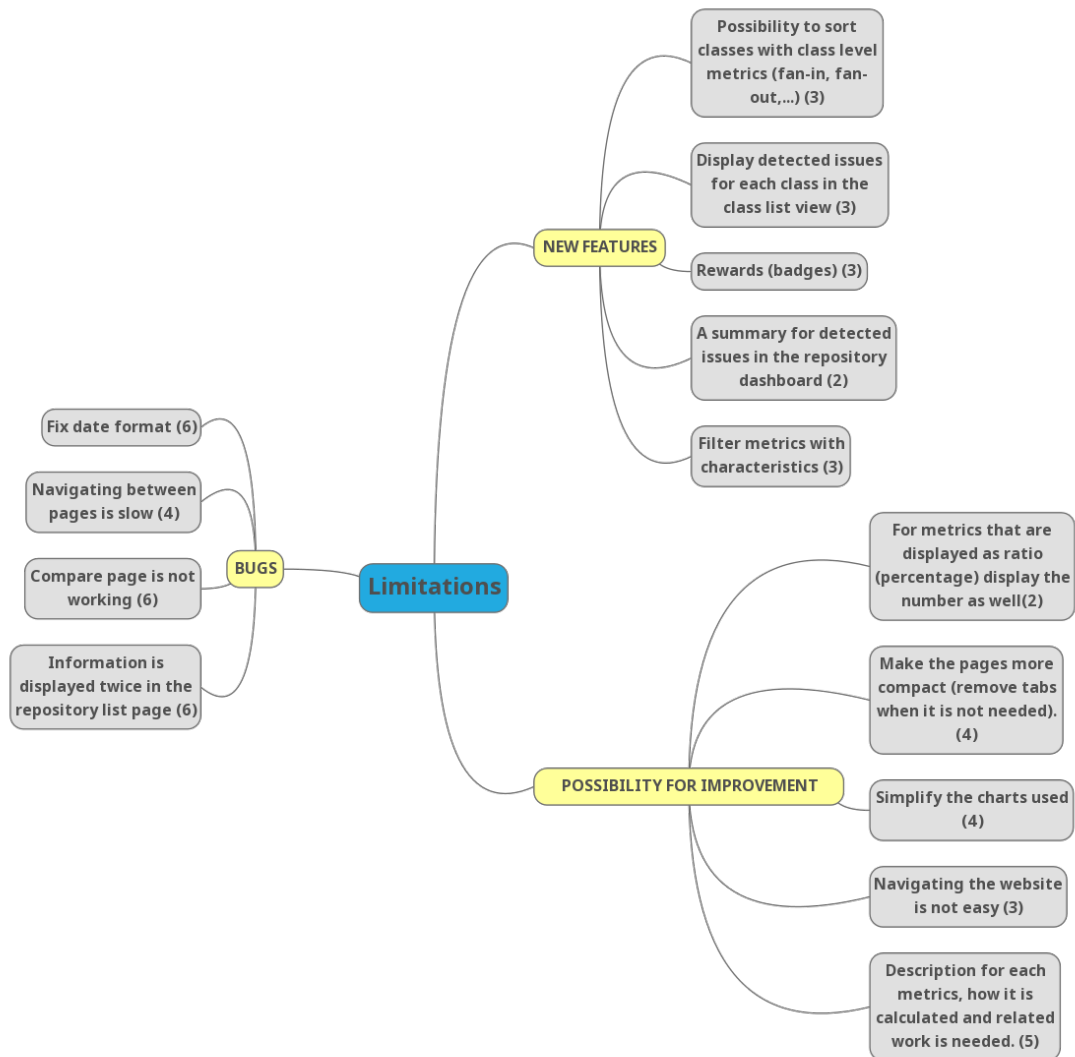 Limitations
NEW FEATURES
Possibility to sort
classes with class level
metrics (fan-in, fan-
out,...) (3)
Display detected issues
for each class in the
class list view (3)
Rewards (badges) (3)
A summary for detected
issues in the repository
dashboard (2)
Filter metrics with
characteristics (3)
BUGS
Fix date format (6)
Navigating between
pages is slow (4)
Compare page is not
working (6)
Information is
displayed twice in the
repository list page (6)
POSSIBILITY FOR IMPROVEMENT
For metrics that are
displayed as ratio
(percentage) display the
number as well(2)
Make the pages more
compact (remove tabs
when it is not needed).
(4)
Simplify the charts used
(4)
Navigating the website
is not easy (3)
Description for each
metrics, how it is
calculated and related
work is needed. (5)